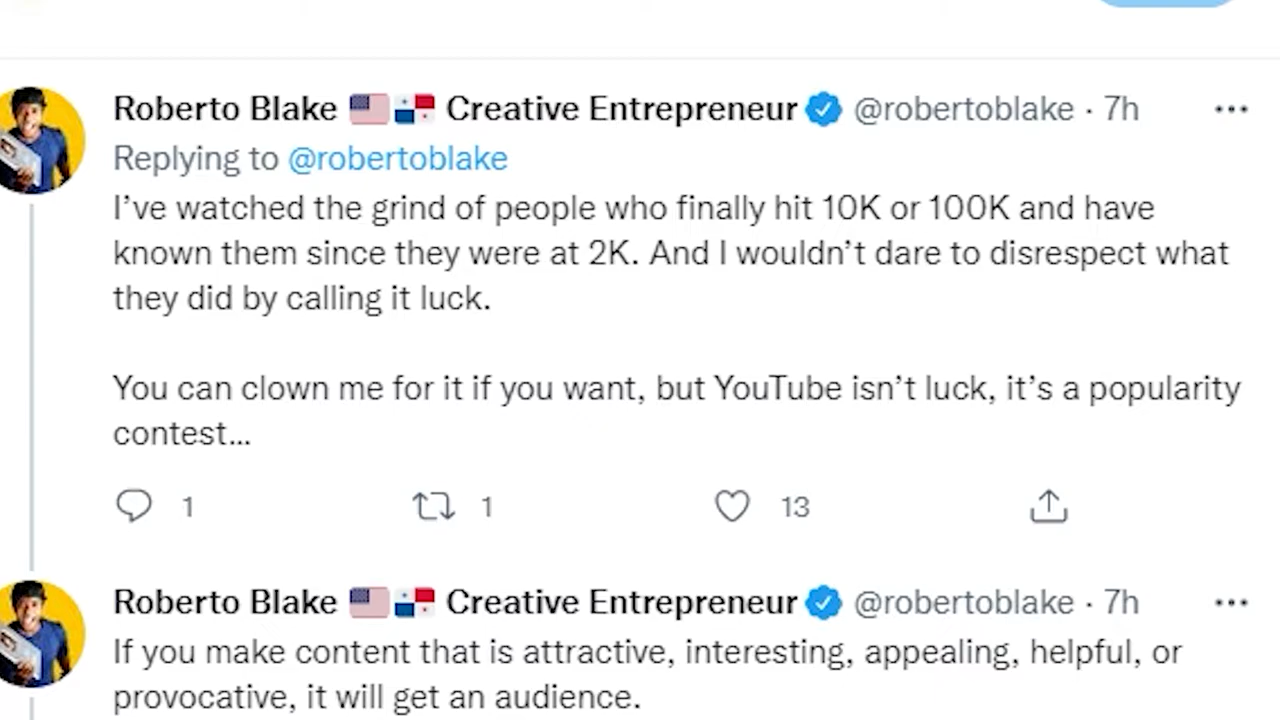 Roberto Blake 🇺🇸🇵🇦 Creative Entrepreneur @robertoblake · 7h
Replying to @robertoblake
I’ve watched the grind of people who finally hit 10K or 100K and have
known them since they were at 2K. And I wouldn’t dare to disrespect what
they did by calling it luck.
You can clown me for it if you want, but YouTube isn’t luck, it’s a popularity
contest...
1 1 13
Roberto Blake 🇺🇸🇵🇦 Creative Entrepreneur @robertoblake · 7h
If you make content that is attractive, interesting, appealing, helpful, or
provocative, it will get an audience.